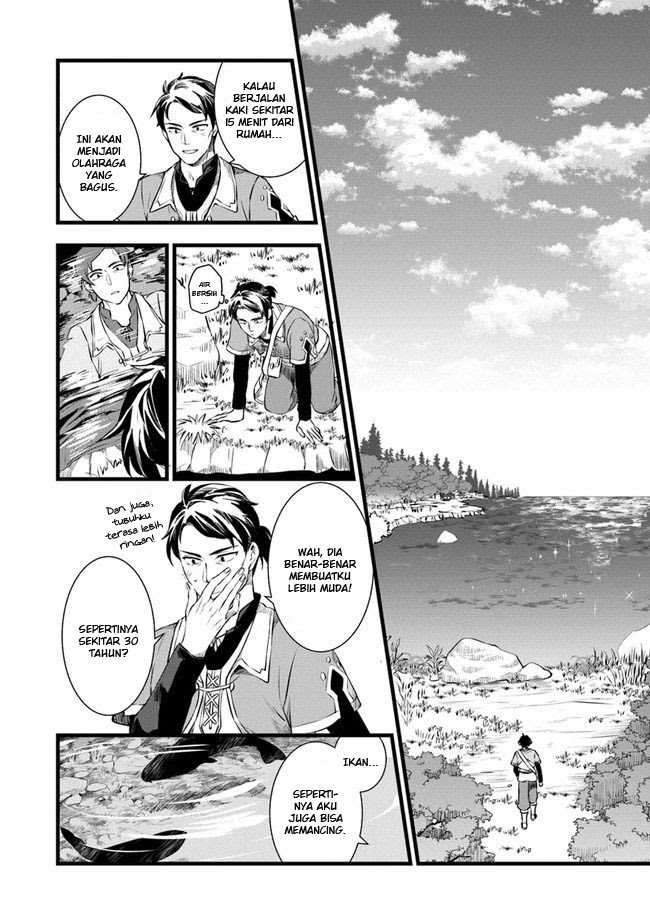 KALAU
BERJALAN
KAKI SEKITAR
15 MENIT DARI
RUMAH...
INI AKAN
MENJADI
OLAHRAGA
YANG
BAGUS.
AIR
BERSIH
...
WAH, DIA
BENAR-BENAR
MEMBUATKU
LEBIH MUDA!
Dan juga,
tubuhku
terasa lebih
ringan!
SEPERTINYA
SEKITAR 30
TAHUN?
IKAN...
SEPERTI-
NYA AKU
JUGA BISA
MEMANCING.